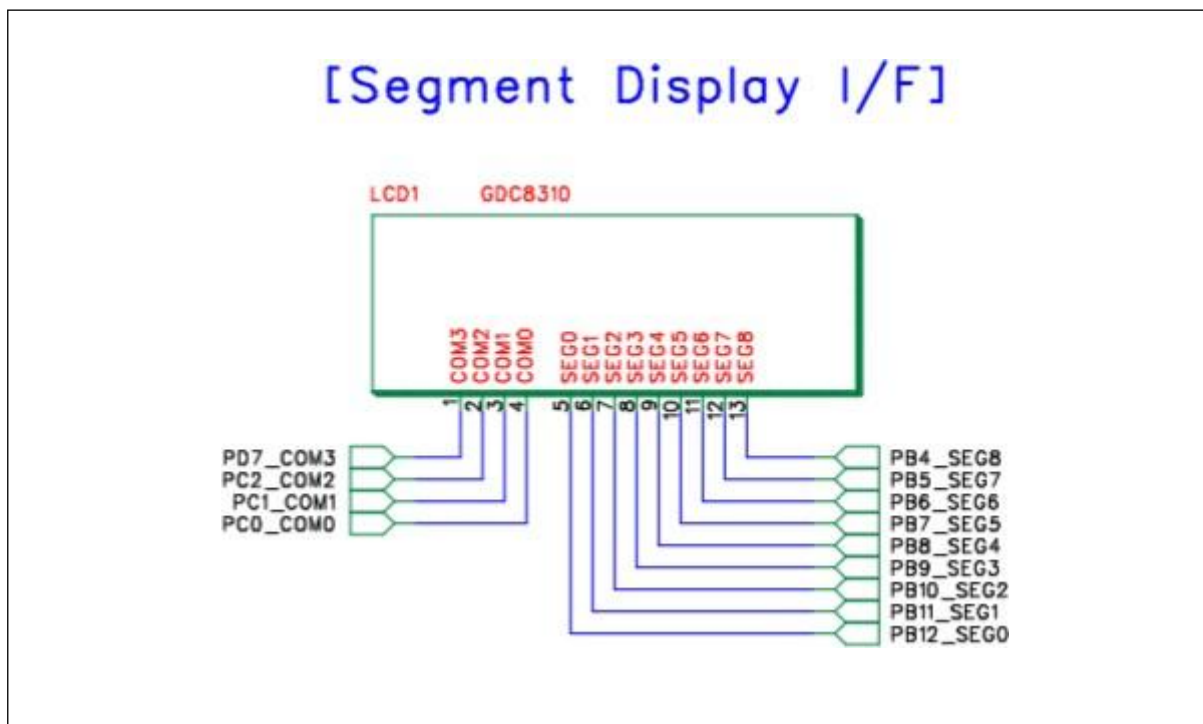 [Segment Display I/F]
LCD1 GDC8310
COM3
COM2
COM1
COM0
SEG0
SEG1
SEG2
SEG3
SEG4
SEG5
SEG6
SEG7
SEG8
1
2
3
4
5
6
7
8
9
10
11
12
13
PD7_COM3
PC2_COM2
PC1_COM1
PC0_COM0
PB4_SEG8
PB5_SEG7
PB6_SEG6
PB7_SEG5
PB8_SEG4
PB9_SEG3
PB10_SEG2
PB11_SEG1
PB12_SEG0